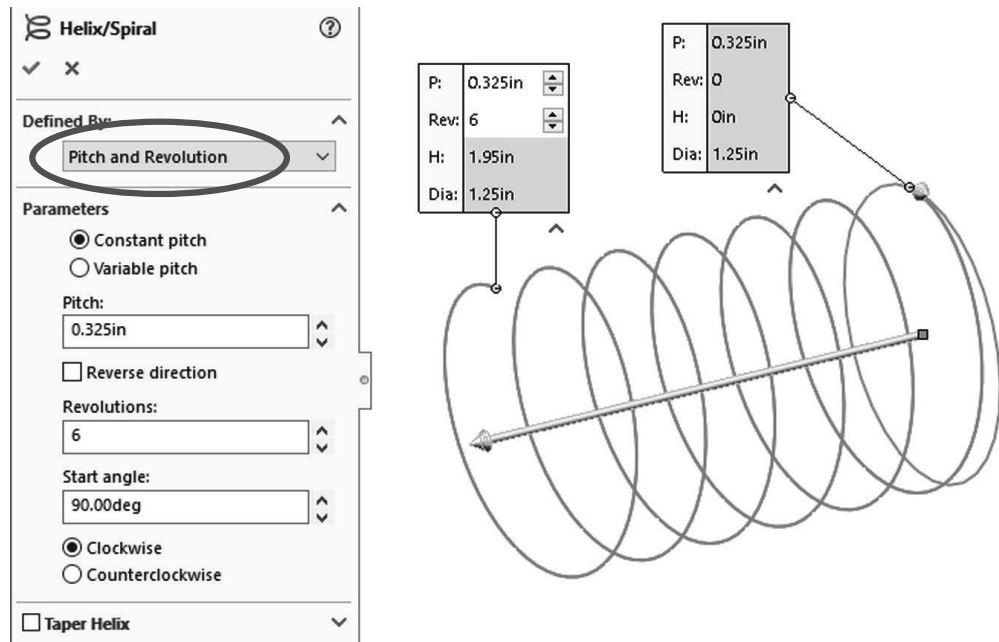 Helix/Spiral
Defined By:
Pitch and Revolution
Parameters
Constant pitch
Variable pitch
Pitch:
0.325in
Reverse direction
Revolutions:
6
Start angle:
90.00deg
Clockwise
Counterclockwise
Taper Helix
P: 0.325in
Rev: 6
H: 1.95in
Dia: 1.25in
P: 0.325in
Rev: 0
H: 0in
Dia: 1.25in